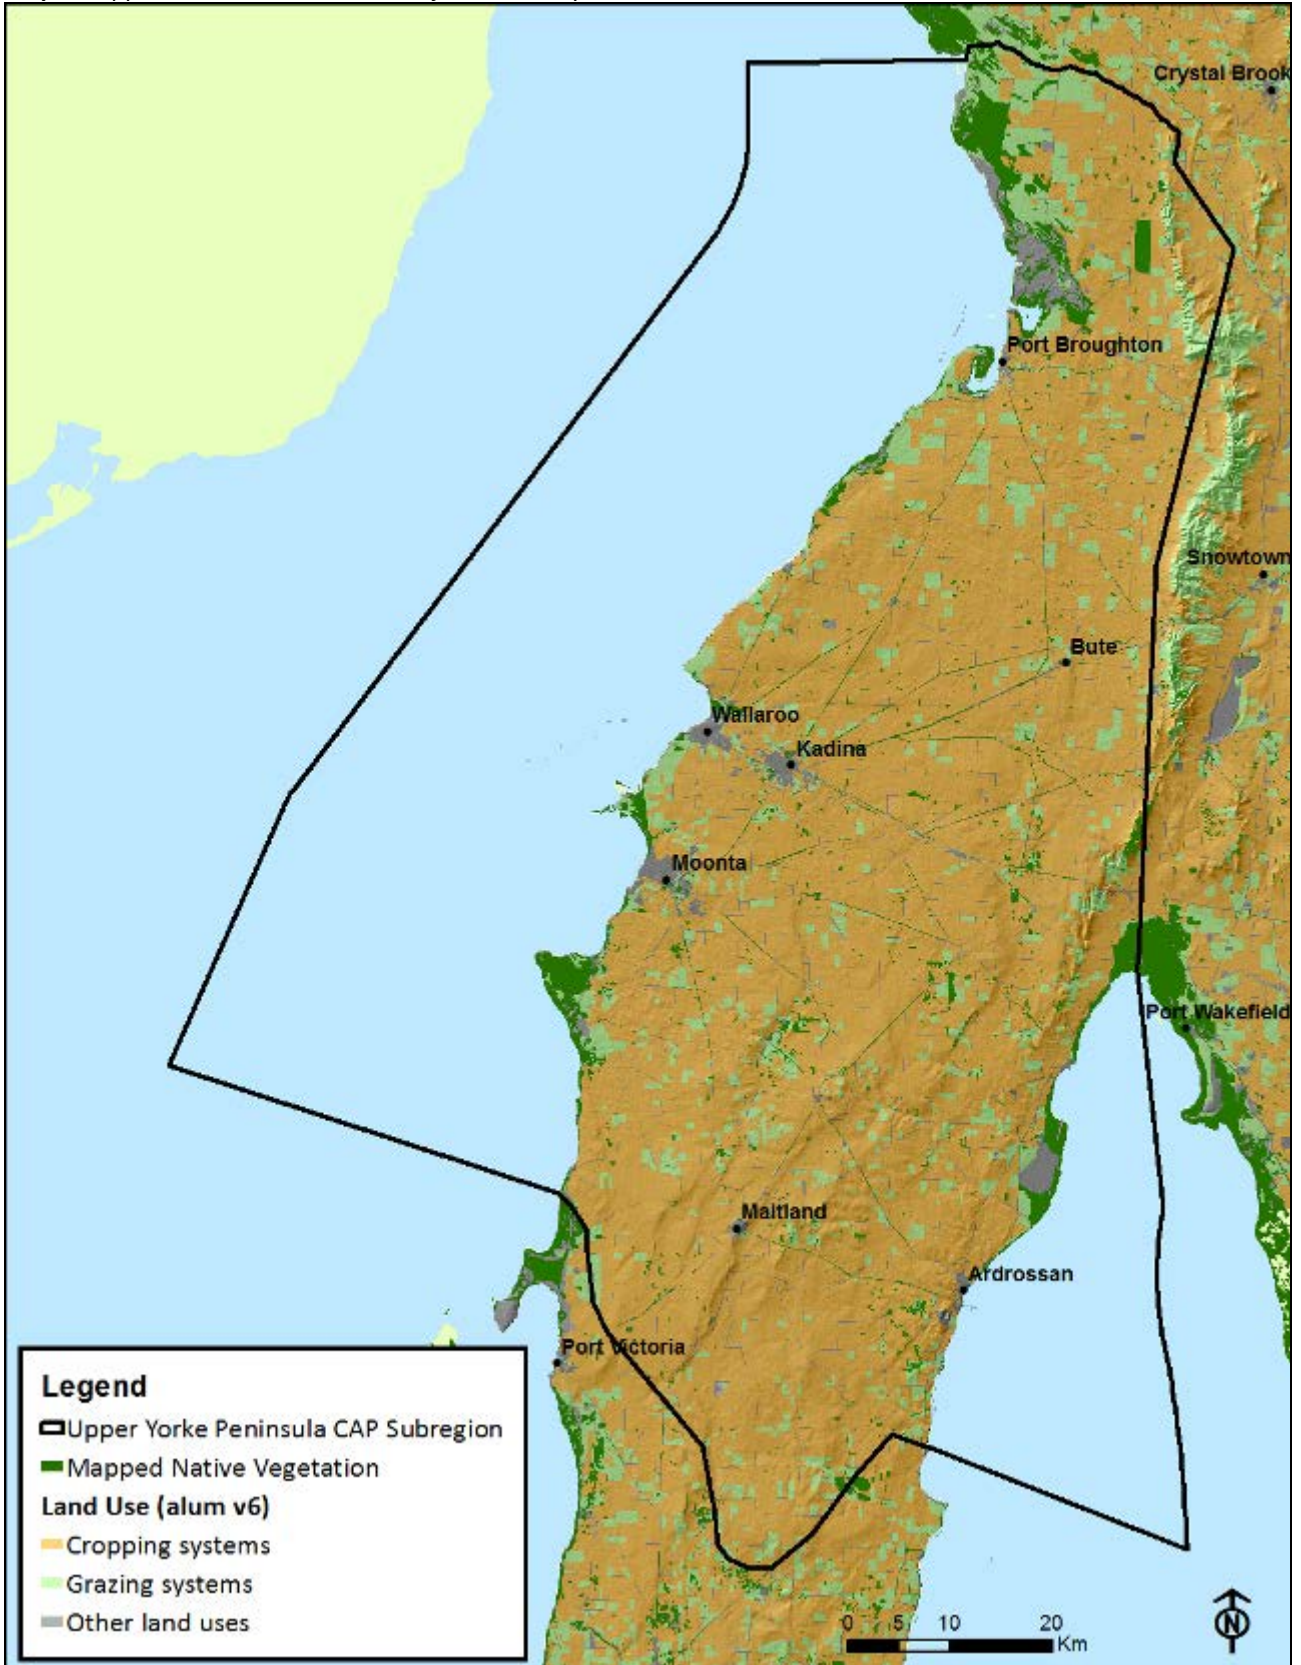 Crystal Brook
Port Broughton
Snowtown
Bute
Wallaroo
Kadina
Moonta
Port Wakefield
Maitland
Ardrossan
Port Victoria
Legend
Upper Yorke Peninsula CAP Subregion
Mapped Native Vegetation
Land Use (alum v6)
Cropping systems
Grazing systems
Other land uses
0 5 10 20
Km
N